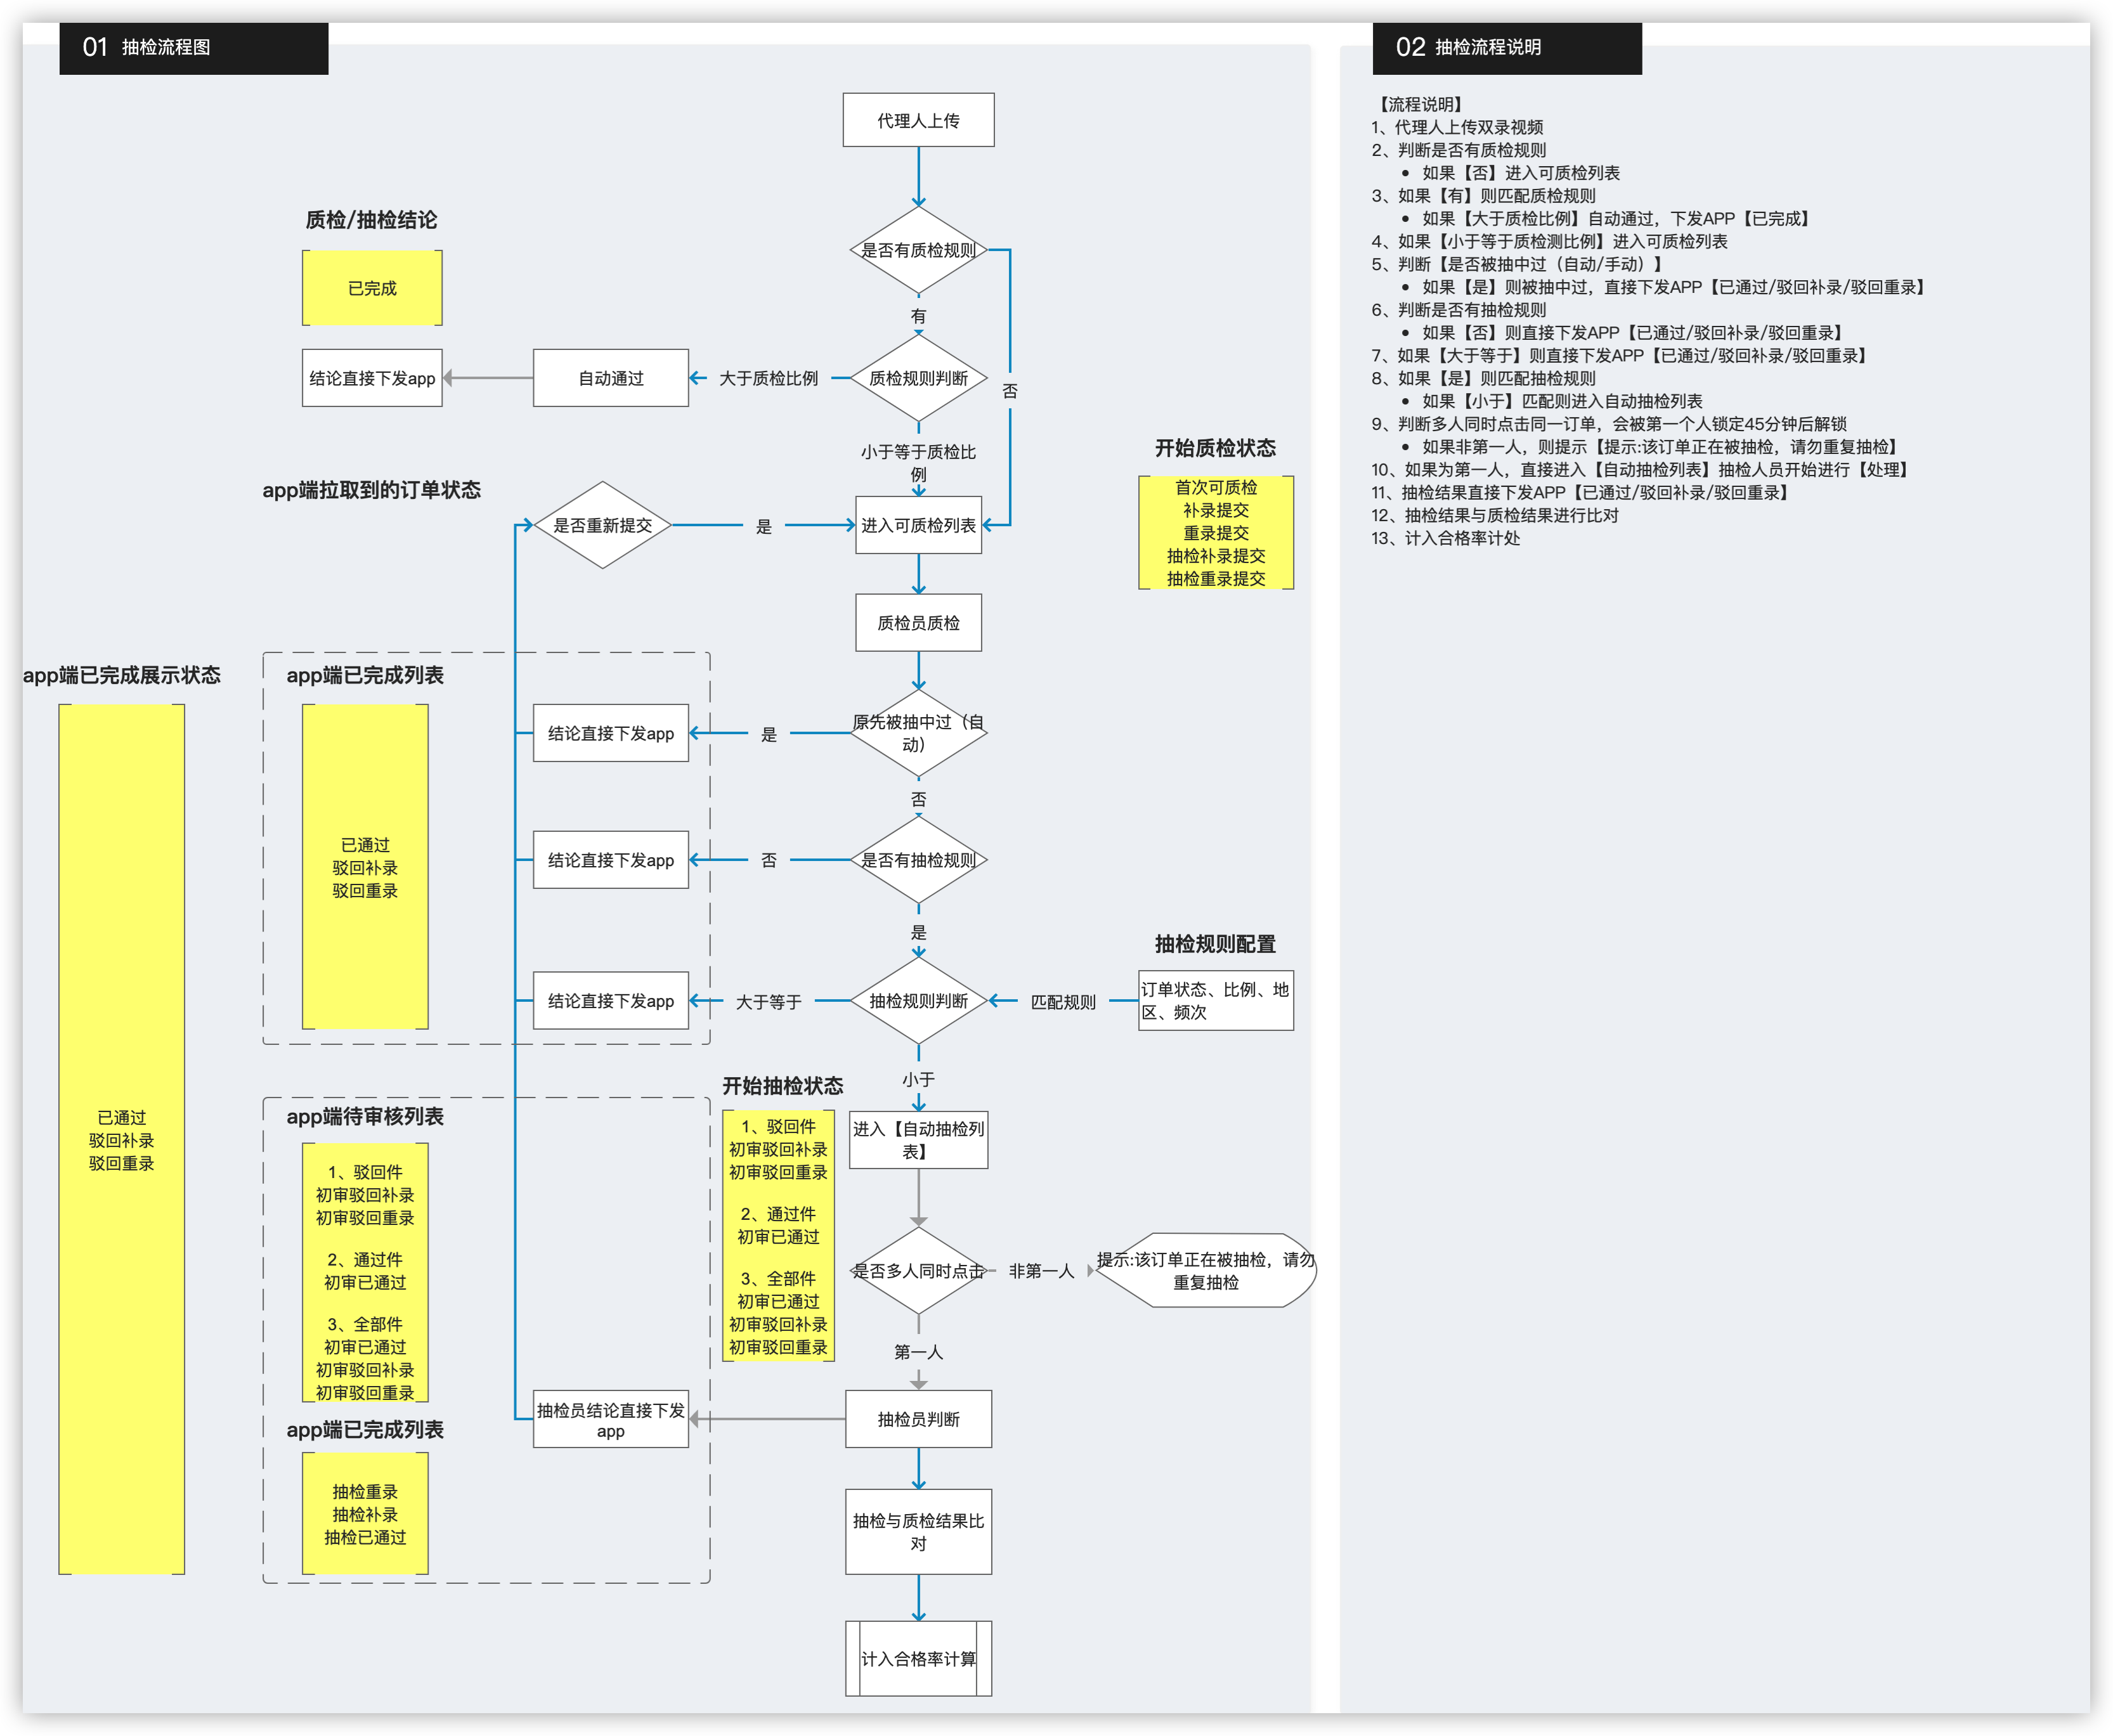 01 抽检流程图
代理人上传
质检/抽检结论
已完成
是否有质检规则
有
否
结论直接下发app
自动通过
大于质检比例
质检规则判断
小于等于质检比
例
app端拉取到的订单状态
是否重新提交
是
进入可质检列表
开始质检状态
首次可质检
补录提交
重录提交
抽检补录提交
抽检重录提交
质检员质检
app端已完成展示状态
已通过
驳回补录
驳回重录
app端已完成列表
已通过
驳回补录
驳回重录
结论直接下发app
是
原先被抽中过（自
动）
否
结论直接下发app
否
是否有抽检规则
是
抽检规则配置
结论直接下发app
大于等于
抽检规则判断
匹配规则
订单状态、比例、地
区、频次
小于
app端待审核列表
1、驳回件
初审驳回补录
初审驳回重录
2、通过件
初审已通过
3、全部件
初审已通过
初审驳回补录
初审驳回重录
开始抽检状态
1、驳回件
初审驳回补录
初审驳回重录
2、通过件
初审已通过
3、全部件
初审已通过
初审驳回补录
初审驳回重录
进入【自动抽检列
表】
是否多人同时点击
非第一人
提示:该订单正在被抽检，请勿
重复抽检
第一人
app端已完成列表
抽检重录
抽检补录
抽检已通过
抽检员结论直接下发
app
抽检员判断
抽检与质检结果比
对
计入合格率计算
02 抽检流程说明
【流程说明】
1、代理人上传双录视频
2、判断是否有质检规则
• 如果【否】进入可质检列表
3、如果【有】则匹配质检规则
• 如果【大于质检比例】自动通过，下发APP【已完成】
4、如果【小于等于质检测比例】进入可质检列表
5、判断【是否被抽中过（自动/手动）】
• 如果【是】则被抽中过，直接下发APP【已通过/驳回补录/驳回重录】
6、判断是否有抽检规则
• 如果【否】则直接下发APP【已通过/驳回补录/驳回重录】
7、如果【大于等于】则直接下发APP【已通过/驳回补录/驳回重录】
8、如果【是】则匹配抽检规则
• 如果【小于】匹配则进入自动抽检列表
9、判断多人同时点击同一订单，会被第一个人锁定45分钟后解锁
• 如果非第一人，则提示【提示:该订单正在被抽检，请勿重复抽检】
10、如果为第一人，直接进入【自动抽检列表】抽检人员开始进行【处理】
11、抽检结果直接下发APP【已通过/驳回补录/驳回重录】
12、抽检结果与质检结果进行比对
13、计入合格率计处